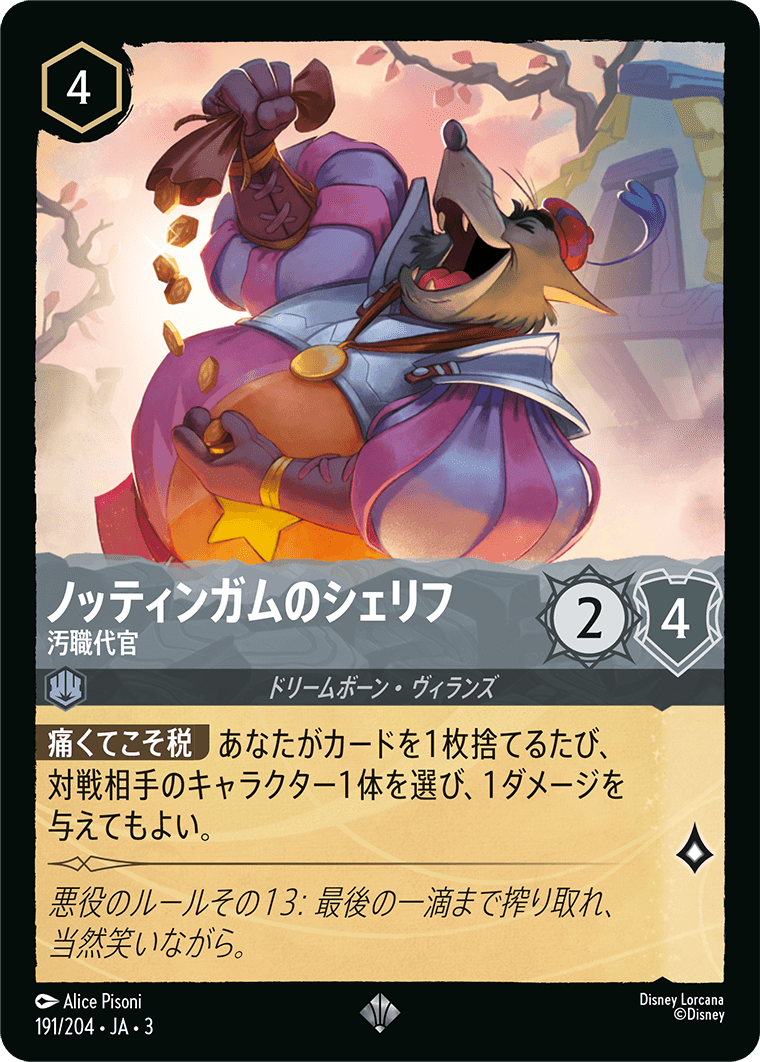 4
ノッティンガムのシェリフ
汚職代官
2
4
ドリームボーン・ヴィランズ
痛くてこそ税 あなたがカードを1枚捨てるたび、
対戦相手のキャラクター1体を選び、1ダメージを
与えてもよい。
悪役のルールその13: 最後の一滴まで搾り取れ、
当然笑いながら。
Alice Pisoni
191/204・JA・3
Disney Lorcana
©Disney